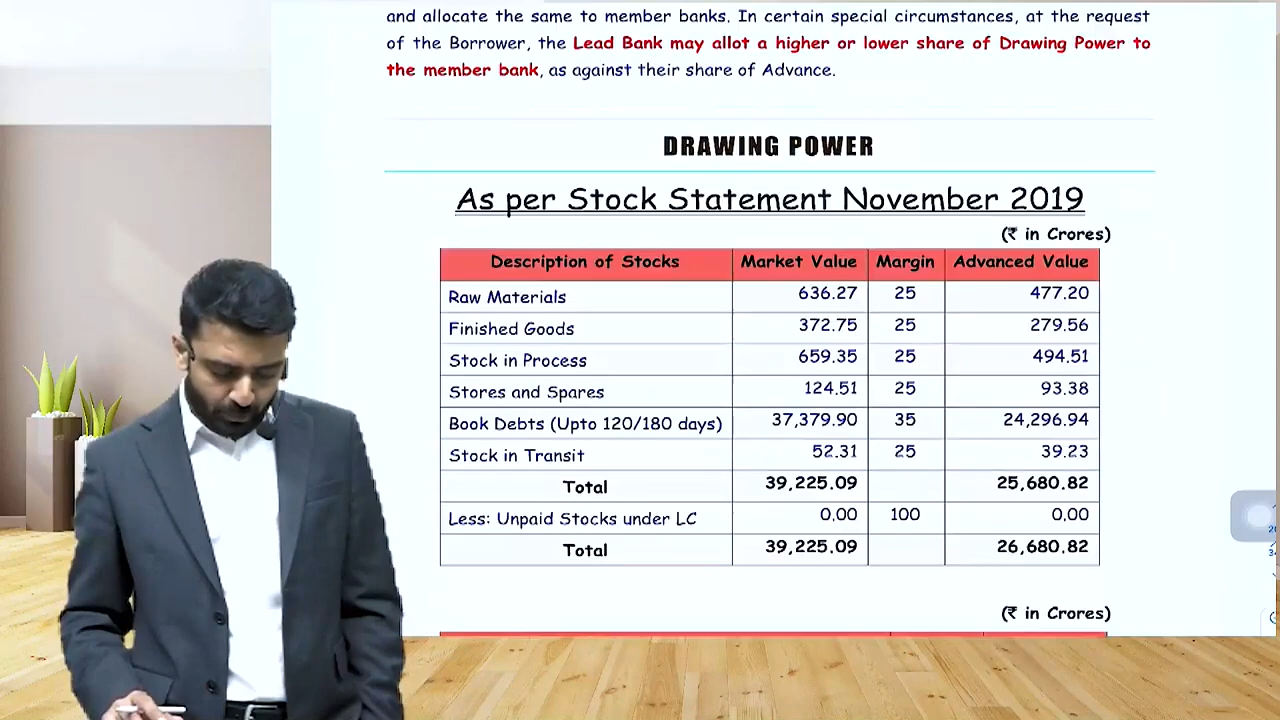 and allocate the same to member banks. In certain special circumstances, at the request
of the Borrower, the Lead Bank may allot a higher or lower share of Drawing Power to
the member bank, as against their share of Advance.
DRAWING POWER
As per Stock Statement November 2019
(₹ in Crores)
Description of Stocks Market Value Margin Advanced Value
Raw Materials 636.27 25 477.20
Finished Goods 372.75 25 279.56
Stock in Process 659.35 25 494.51
Stores and Spares 124.51 25 93.38
Book Debts (Upto 120/180 days) 37,379.90 35 24,296.94
Stock in Transit 52.31 25 39.23
Total 39,225.09 25,680.82
Less: Unpaid Stocks under LC 0.00 100 0.00
Total 39,225.09 26,680.82
(₹ in Crores)